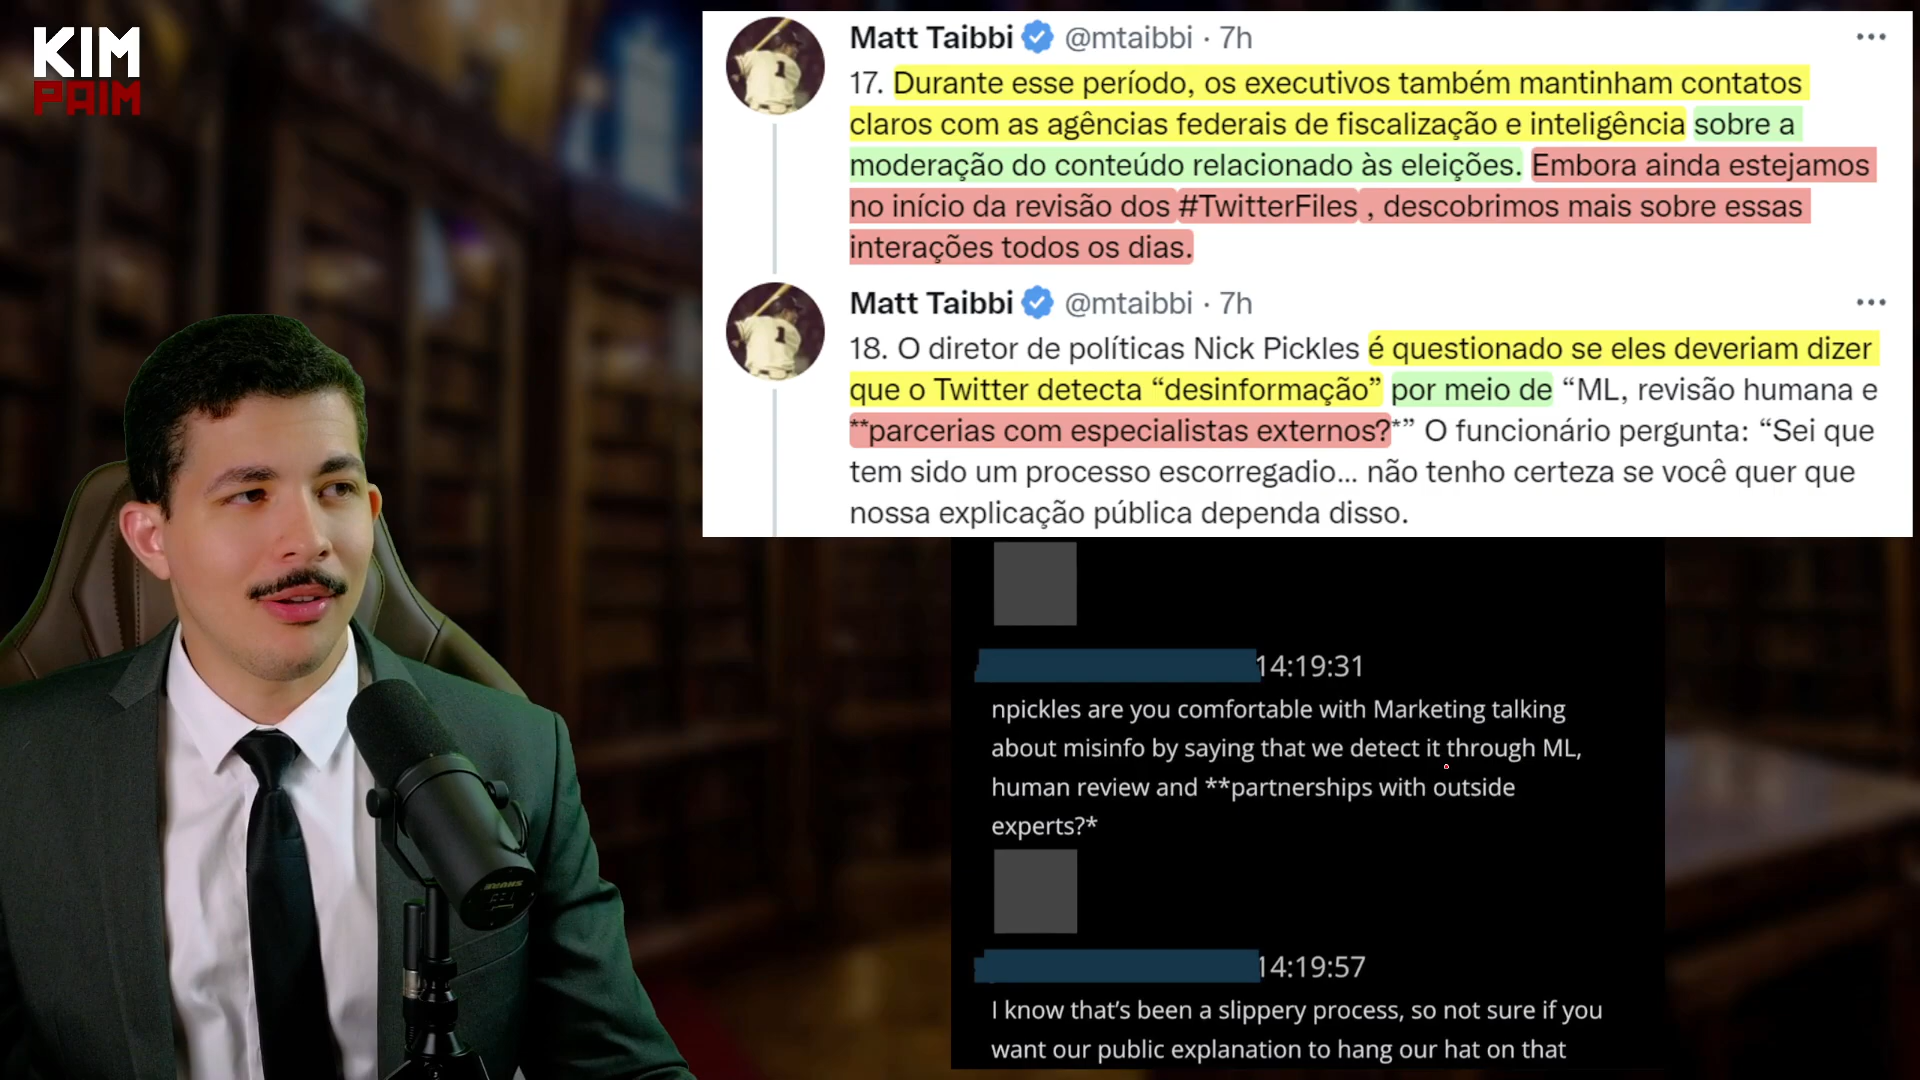 KIM
PAIM
Matt Taibbi @mtaibbi · 7h
17. Durante esse período, os executivos também mantinham contatos
claros com as agências federais de fiscalização e inteligência sobre a
moderação do conteúdo relacionado às eleições. Embora ainda estejamos
no início da revisão dos #TwitterFiles , descobrimos mais sobre essas
interações todos os dias.
Matt Taibbi @mtaibbi · 7h
18. O diretor de políticas Nick Pickles é questionado se eles deveriam dizer
que o Twitter detecta “desinformação” por meio de “ML, revisão humana e
**parcerias com especialistas externos?*” O funcionário pergunta: “Sei que
tem sido um processo escorregadio... não tenho certeza se você quer que
nossa explicação pública dependa disso.
14:19:31
npickles are you comfortable with Marketing talking
about misinfo by saying that we detect it through ML,
human review and **partnerships with outside
experts?*
14:19:57
I know that’s been a slippery process, so not sure if you
want our public explanation to hang our hat on that